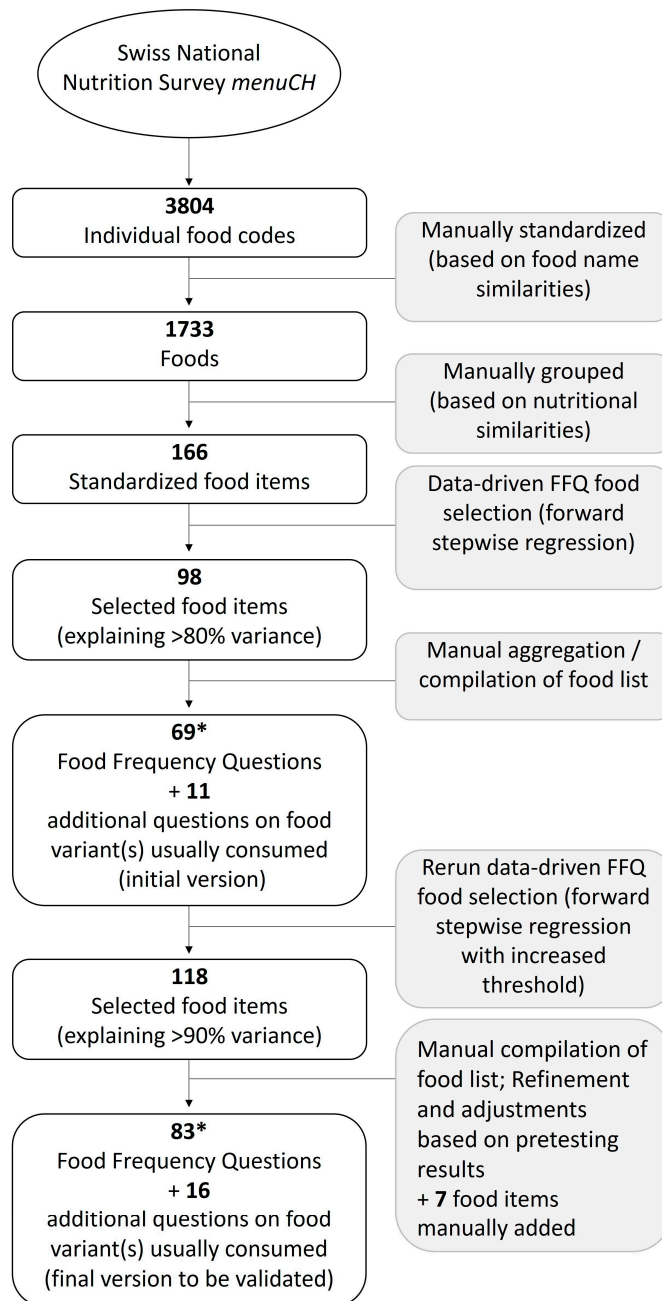 Swiss National
Nutrition Survey menuCH
3804
Individual food codes
Manually standardized
(based on food name
similarities)
1733
Foods
Manually grouped
(based on nutritional
similarities)
166
Standardized food items
Data-driven FFQ food
selection (forward
stepwise regression)
98
Selected food items
(explaining >80% variance)
Manual aggregation /
compilation of food list
69*
Food Frequency Questions
+ 11
additional questions on food
variant(s) usually consumed
(initial version)
Rerun data-driven FFQ
food selection (forward
stepwise regression
with increased
threshold)
118
Selected food items
(explaining >90% variance)
Manual compilation of
food list; Refinement
and adjustments
based on pretesting
results
+ 7 food items
manually added
83*
Food Frequency Questions
+ 16
additional questions on food
variant(s) usually consumed
(final version to be validated)